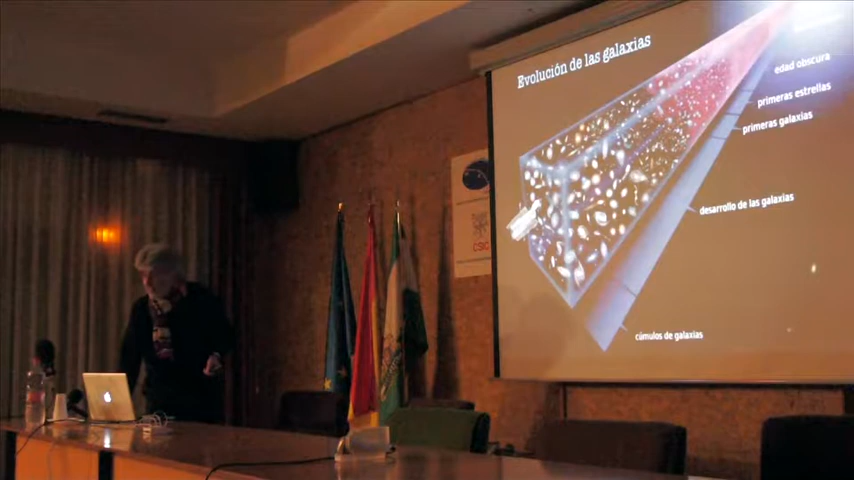 Evolución de las galaxias
edad obscura
primeras estrellas
primeras galaxias
desarrollo de las galaxias
cúmulos de galaxias
CSIC